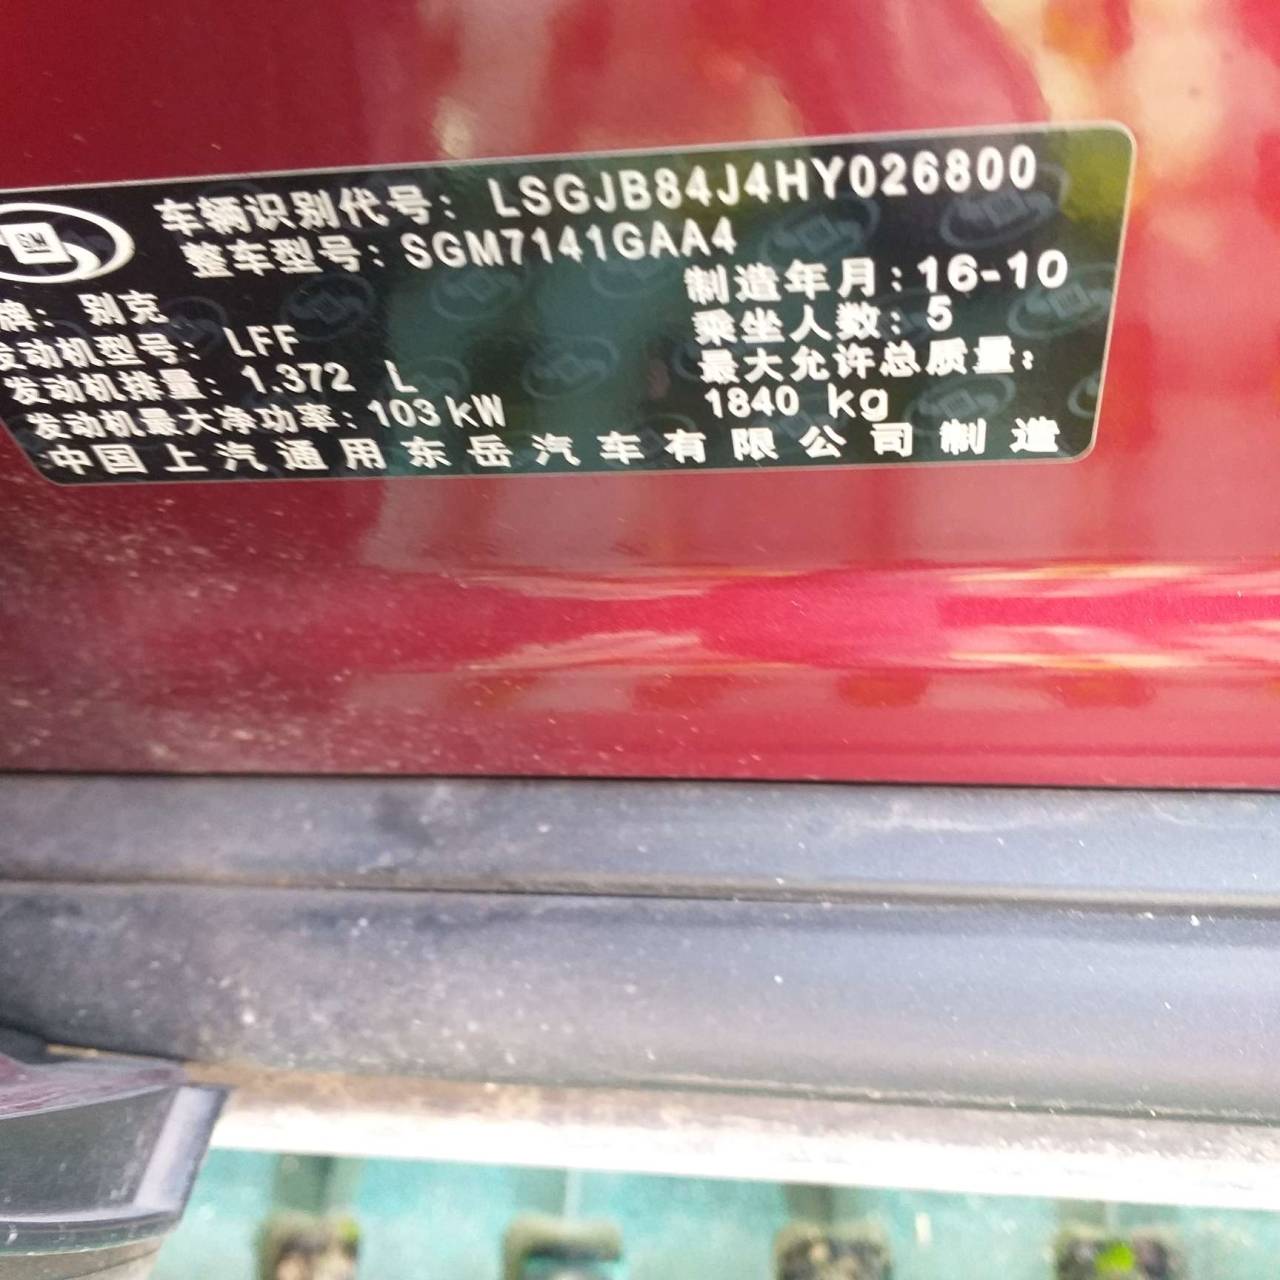 车辆识别代号: LSGJB84J4HY026800
整车型号: SGM7141GAA4
牌: 别克
制造年月: 16-10
发动机型号: LFF
乘坐人数: 5
发动机排量: 1.372 L
最大允许总质量:
1840 kg
发动机最大净功率: 103 kW
中国上汽通用东岳汽车有限公司制造
GM